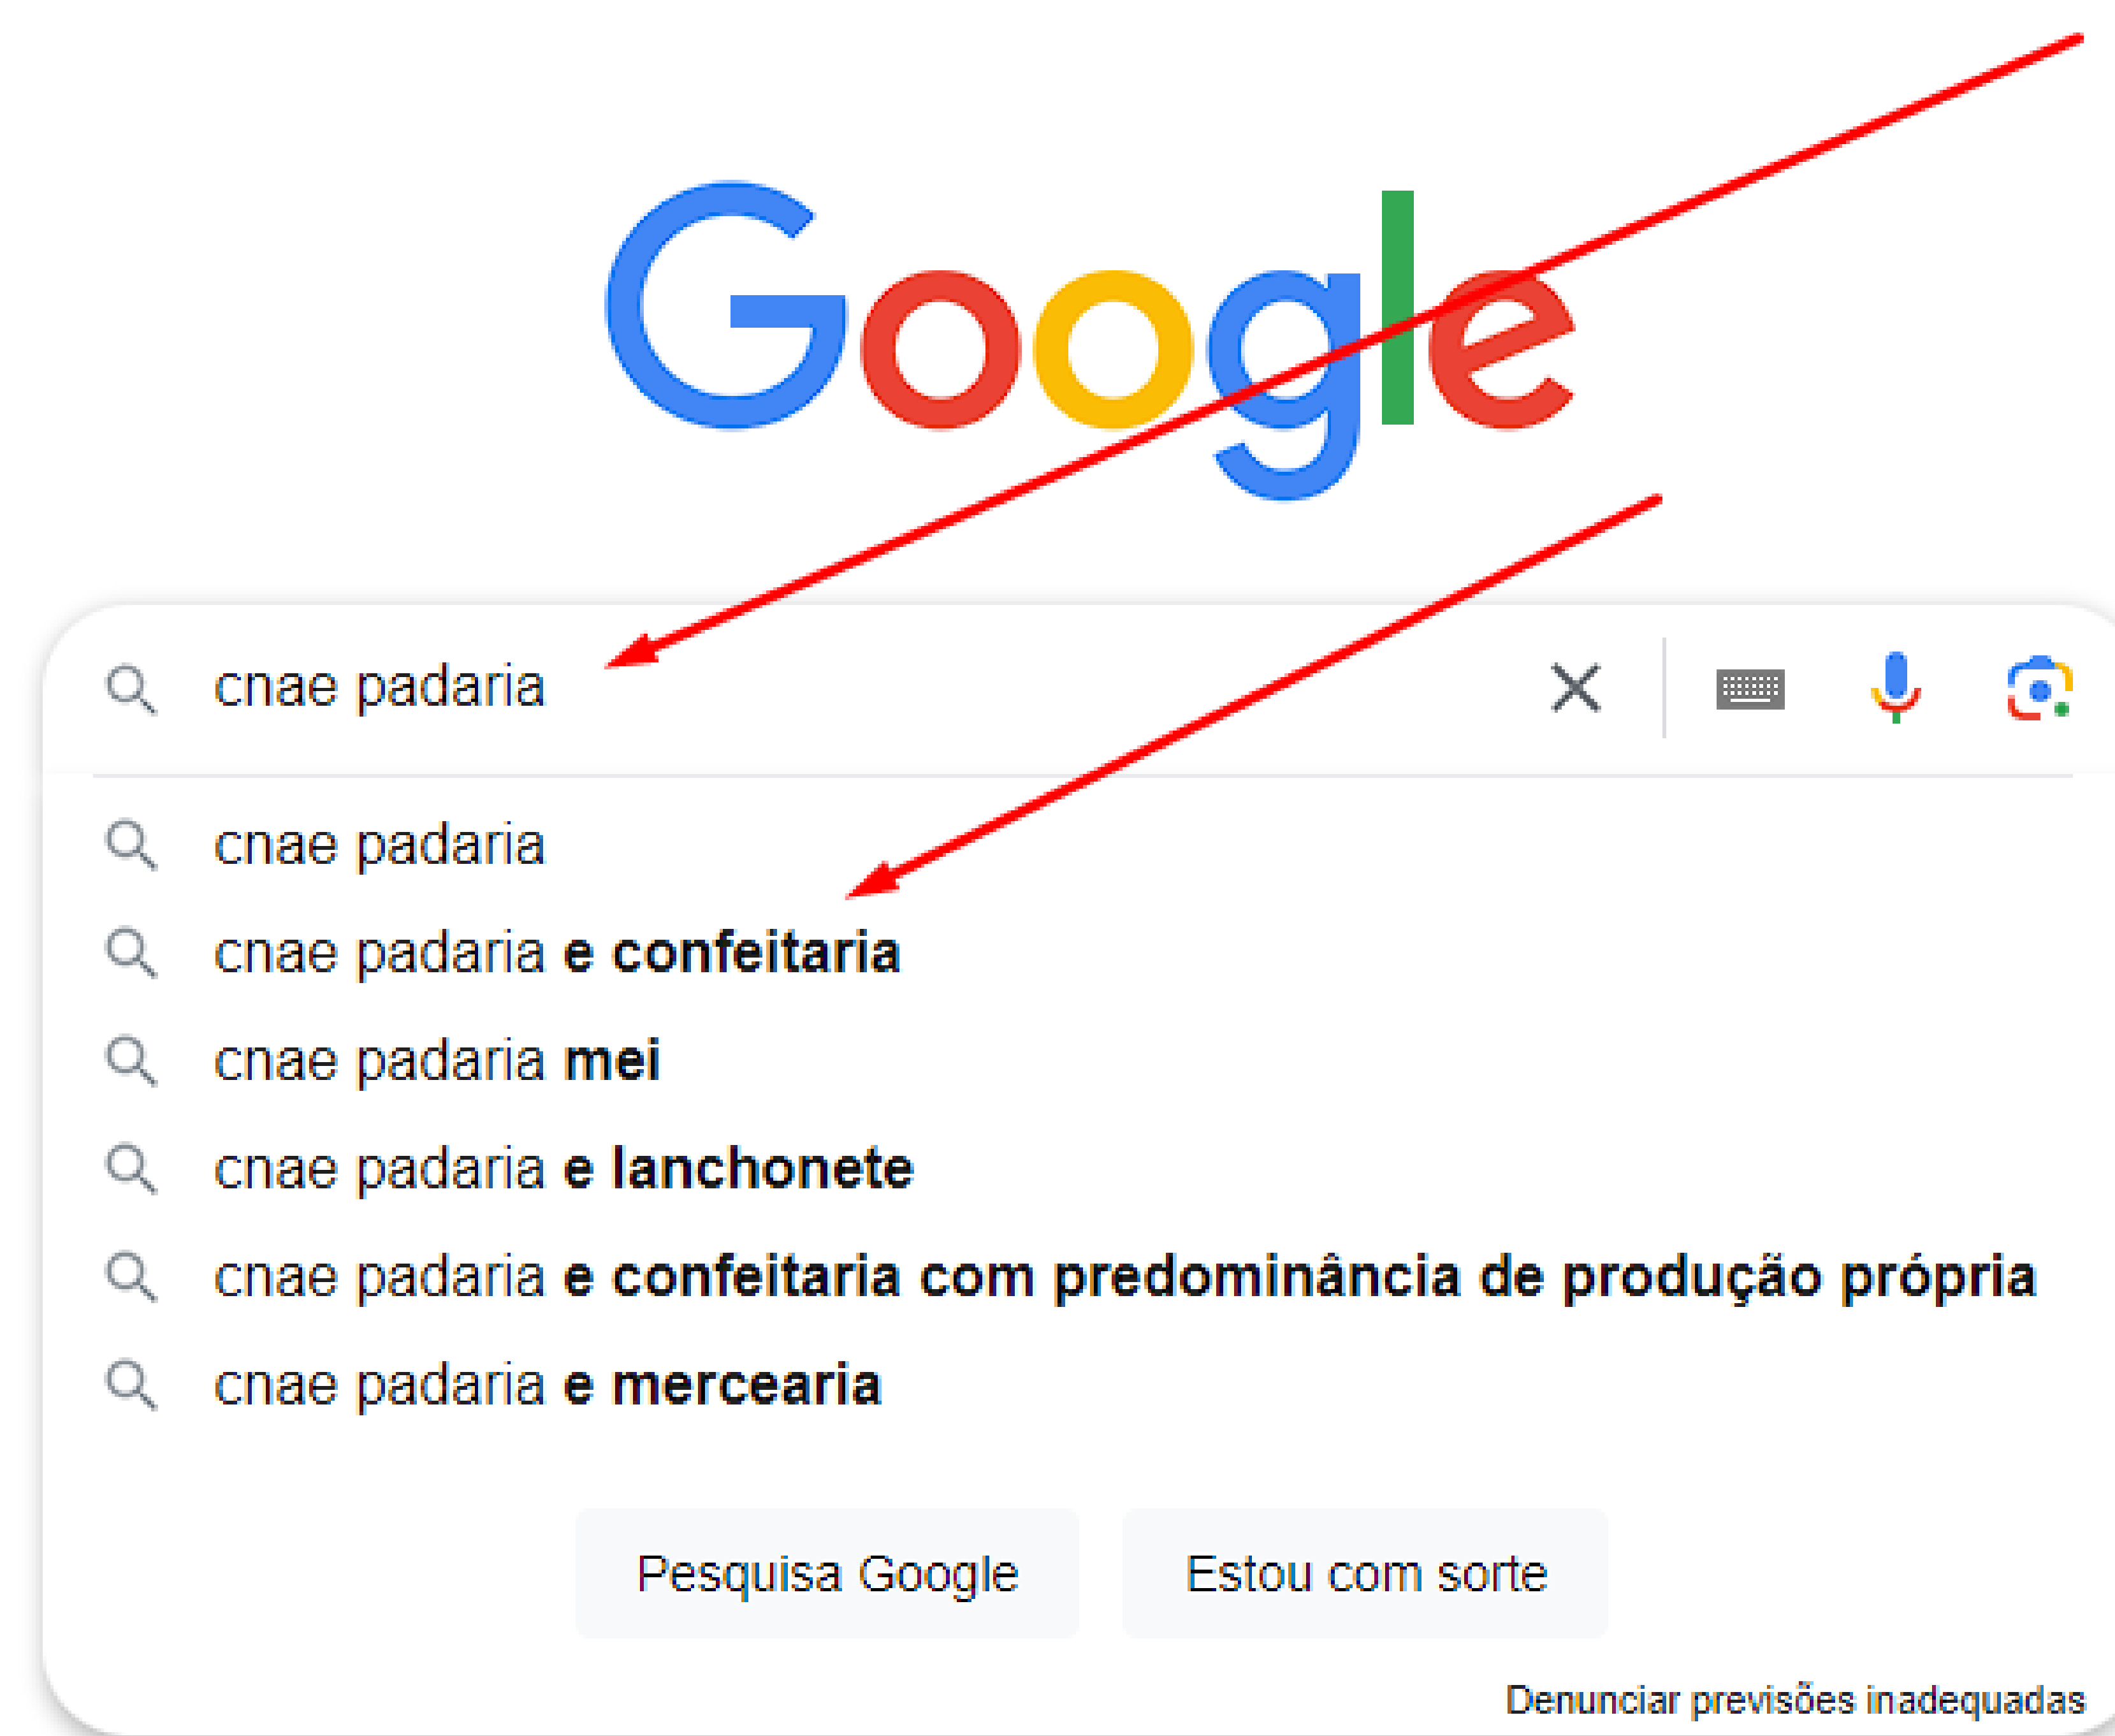 Google
cnae padaria
cnae padaria
cnae padaria e confeitaria
cnae padaria mei
cnae padaria e lanchonete
cnae padaria e confeitaria com predominância de produção própria
cnae padaria e mercearia
Pesquisa Google
Estou com sorte
Denunciar previsões inadequadas